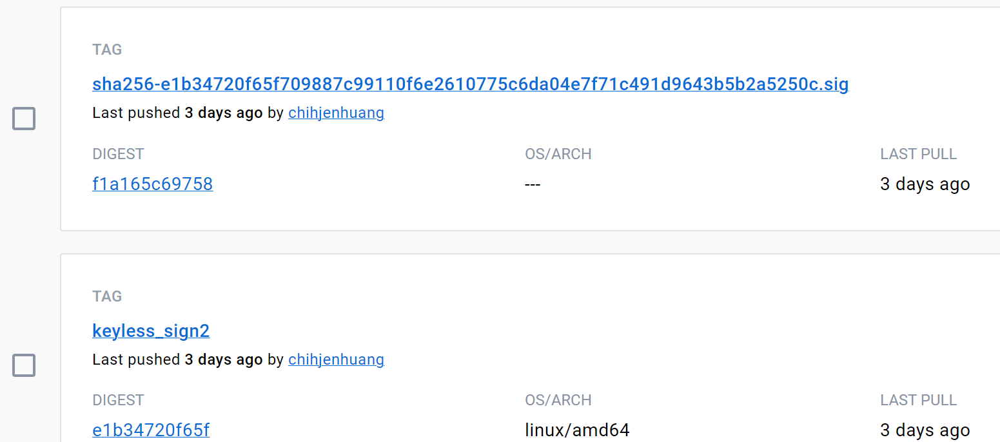 TAG
sha256-e1b34720f65f709887c99110f6e2610775c6da04e7f71c491d9643b5b2a5250c.sig
Last pushed 3 days ago by chihjenhuang
DIGEST OS/ARCH LAST PULL
f1a165c69758 --- 3 days ago
TAG
keyless_sign2
Last pushed 3 days ago by chihjenhuang
DIGEST OS/ARCH LAST PULL
e1b34720f65f linux/amd64 3 days ago